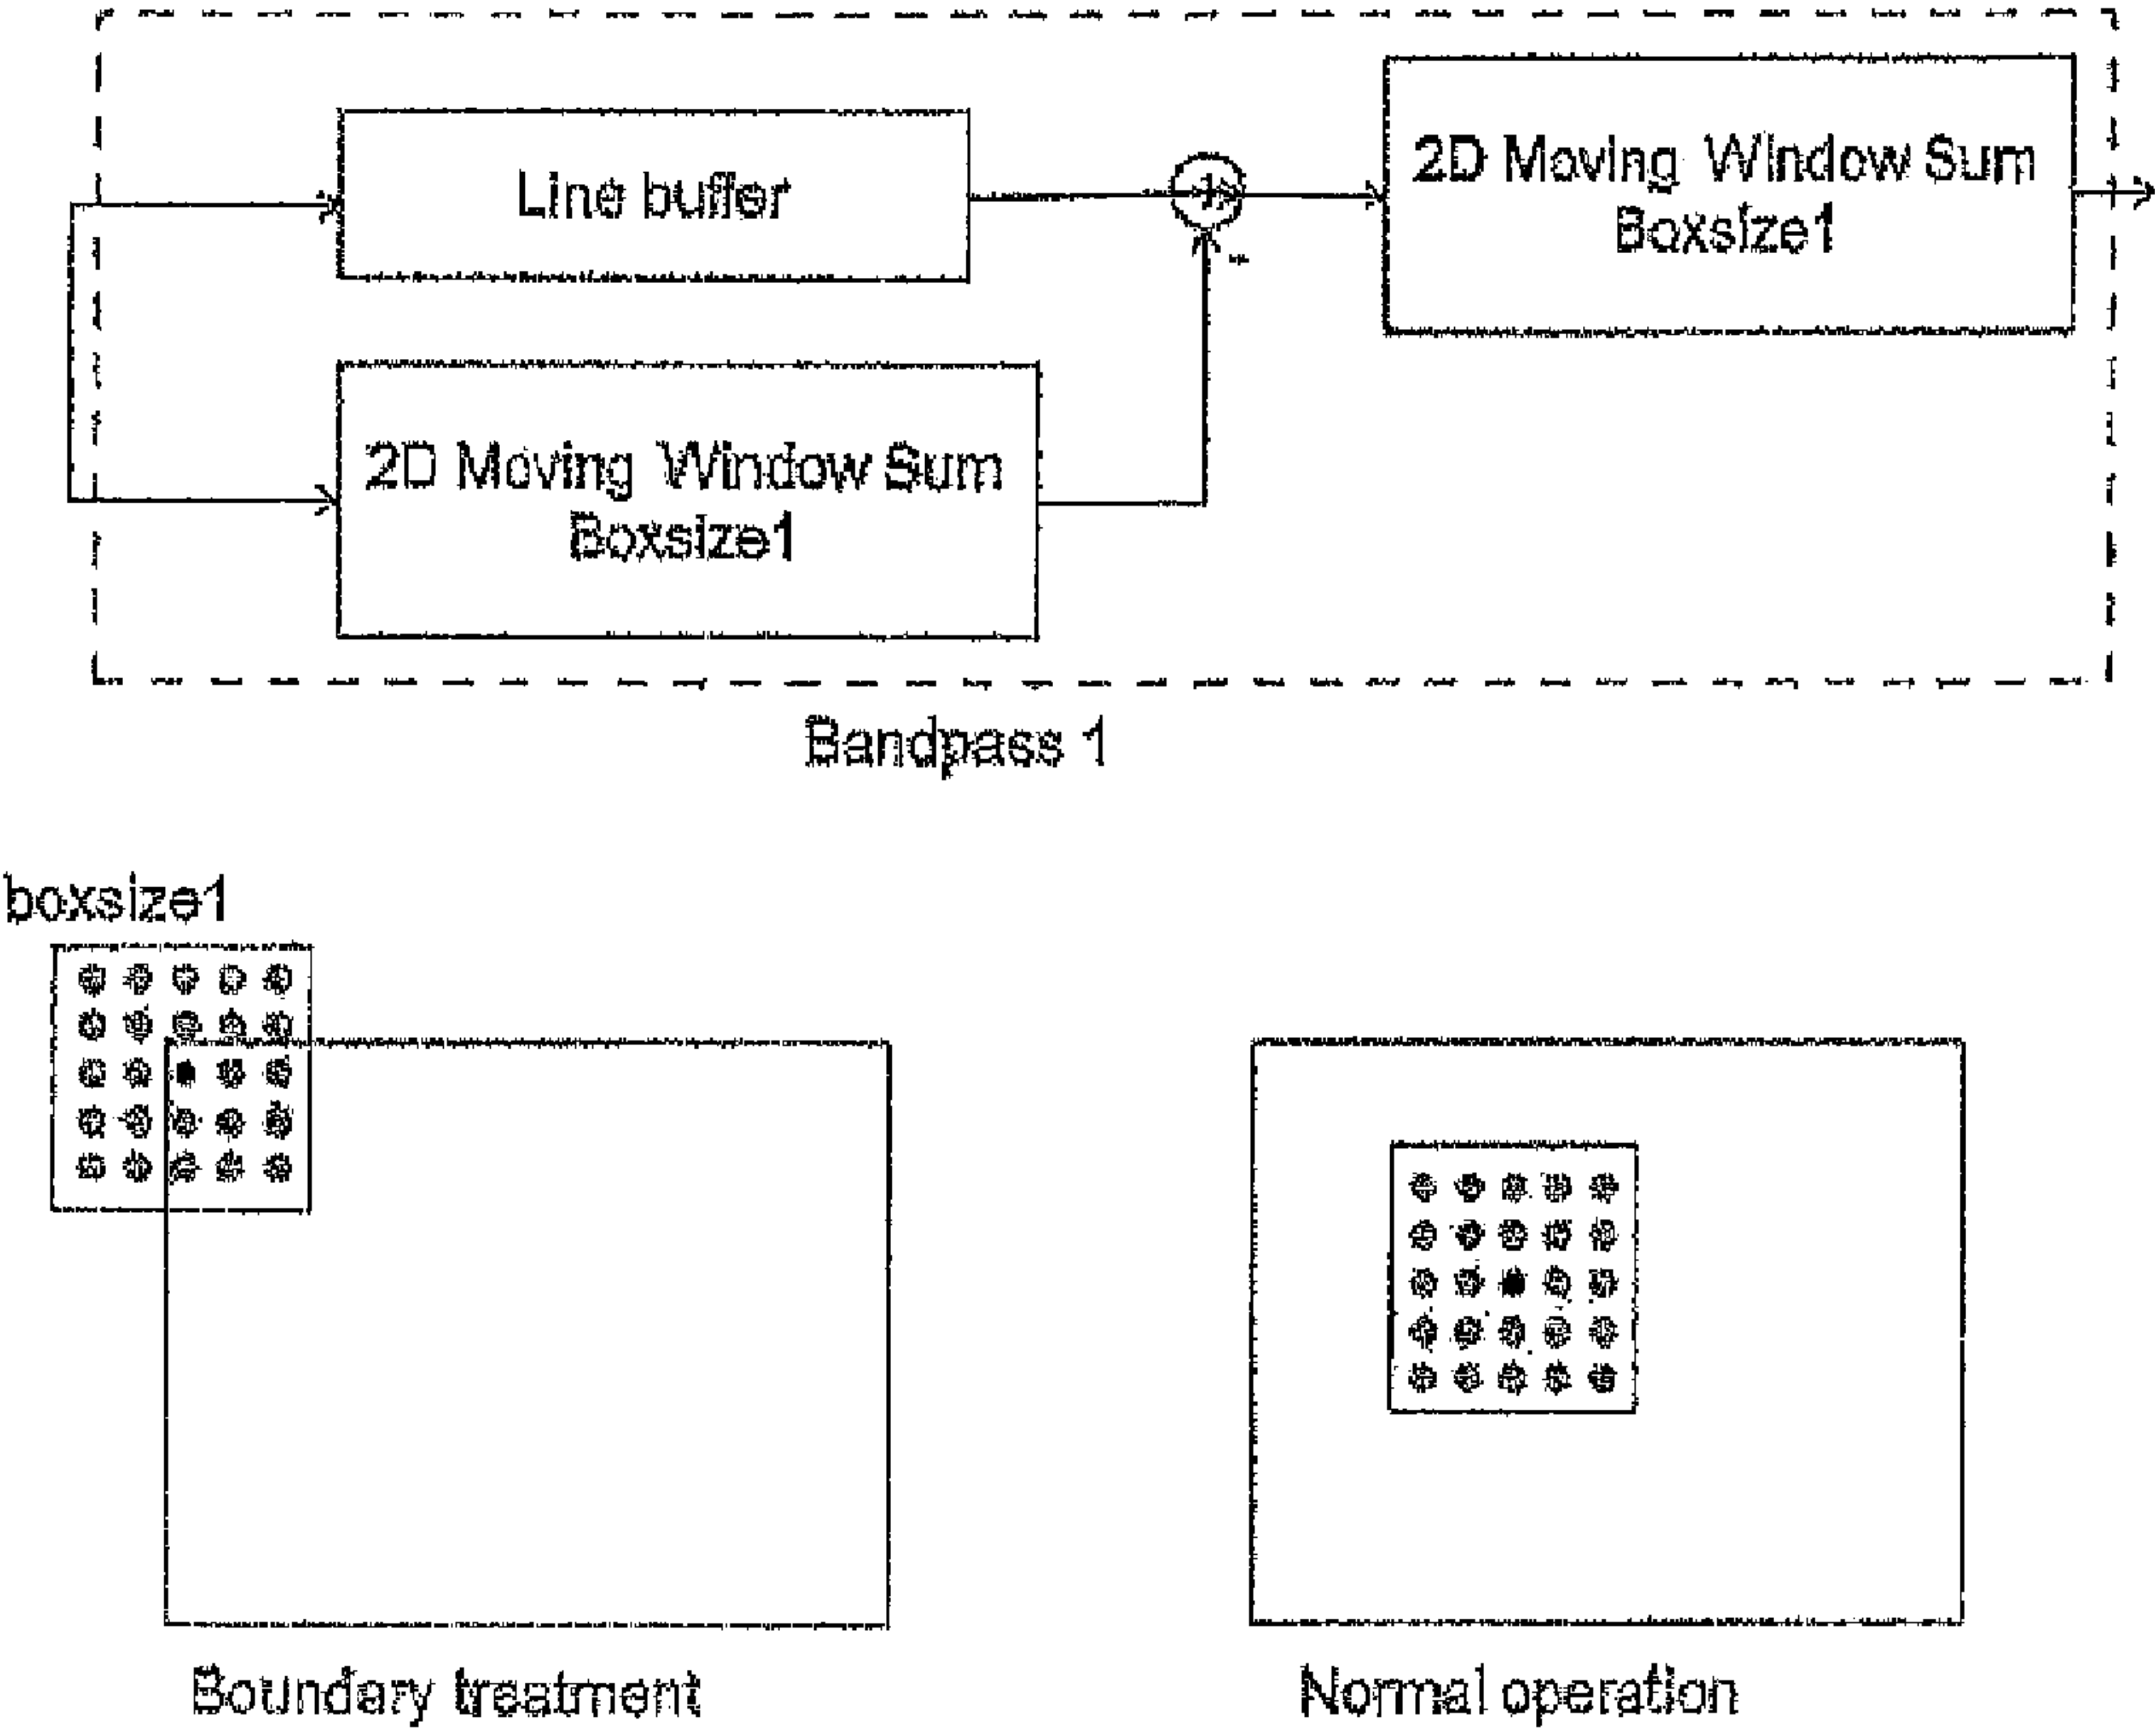 Line buffer
2D Moving Window Sum
Boxsize1
+
-
2D Moving Window Sum
Boxsize1
Bandpass 1
boxsize1
Boundary treatment
Normal operation